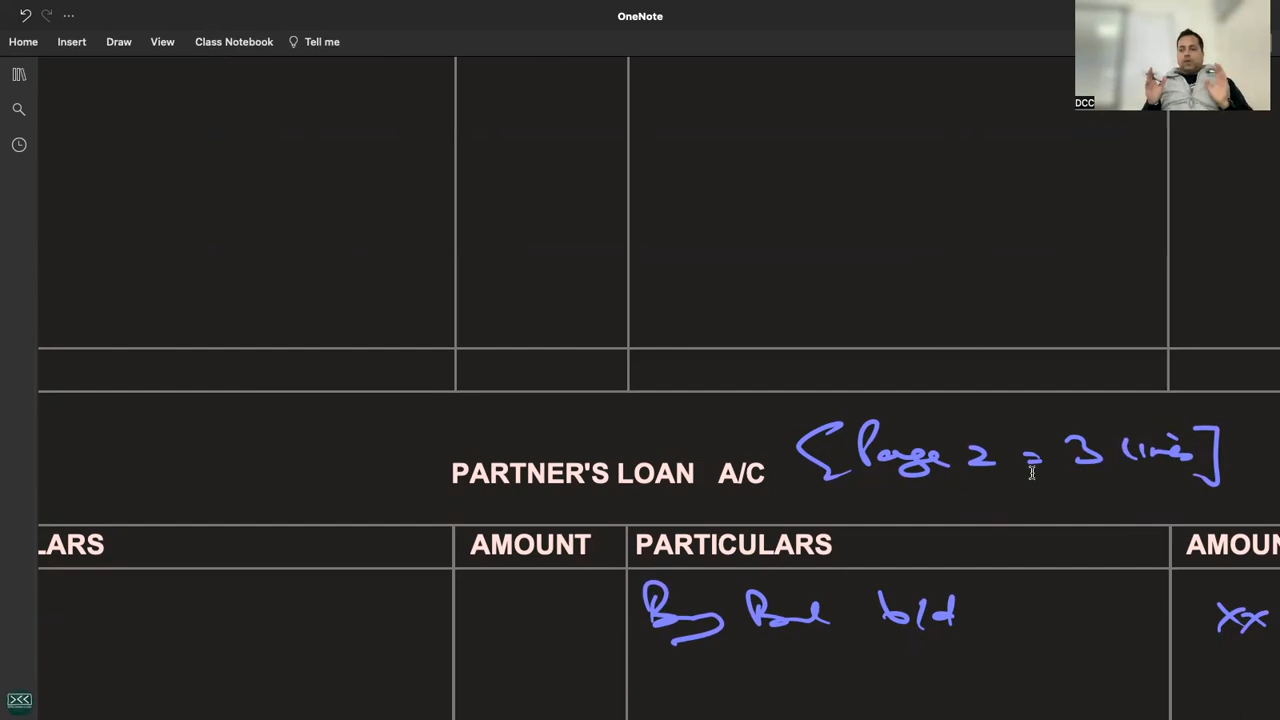 OneNote
Home Insert Draw View Class Notebook Tell me
DCC
[Page 2 = 3 lines]
PARTNER'S LOAN A/C
LARS AMOUNT PARTICULARS AMOUN
By Bal b/d xx